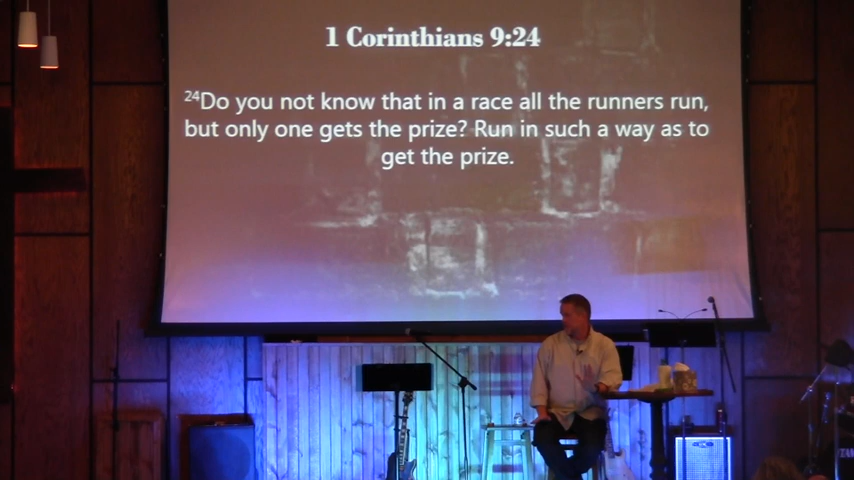 1 Corinthians 9:24
24Do you not know that in a race all the runners run,
but only one gets the prize? Run in such a way as to
get the prize.
TAM